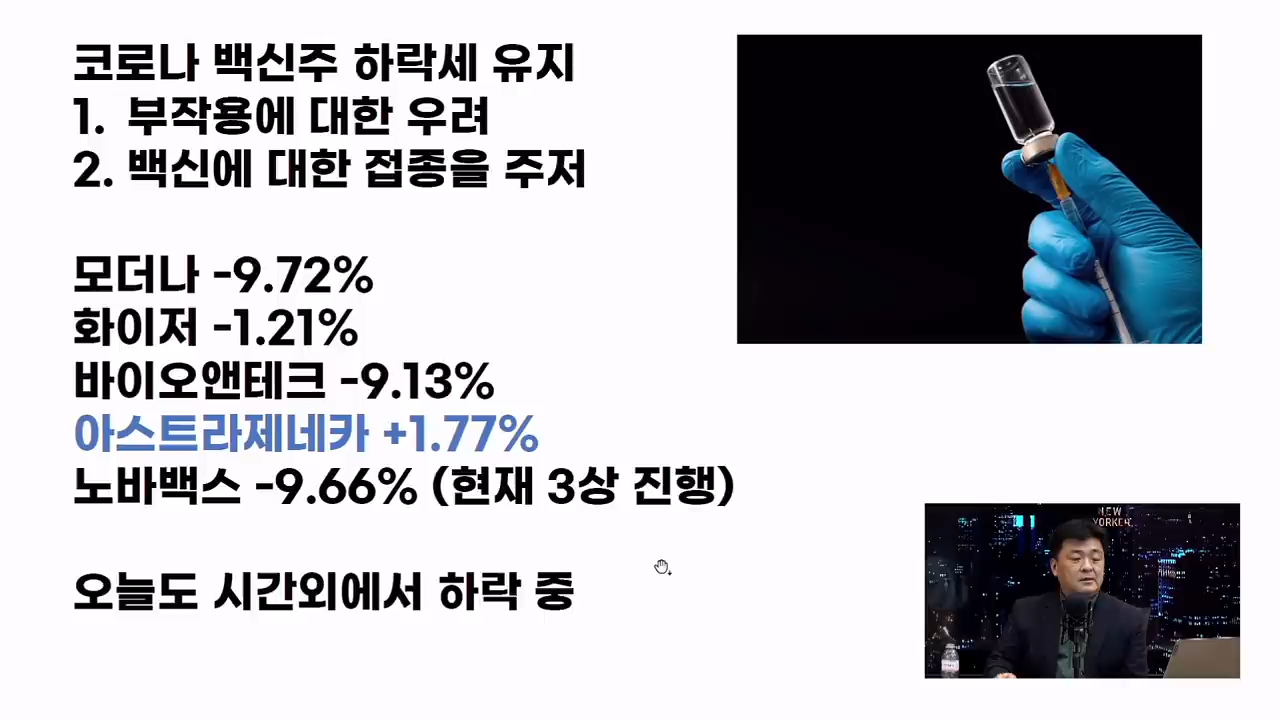 코로나 백신주 하락세 유지
1. 부작용에 대한 우려
2. 백신에 대한 접종을 주저
모더나 -9.72%
화이저 -1.21%
바이오앤테크 -9.13%
아스트라제네카 +1.77%
노바백스 -9.66% (현재 3상 진행)
오늘도 시간외에서 하락 중
NEW
YORKER